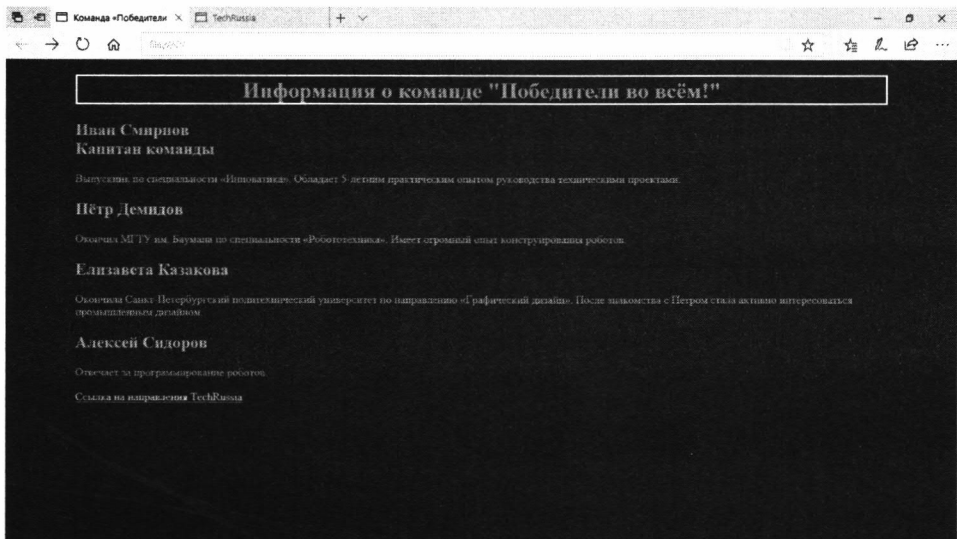 Команда «Победители
TechRussia
Информация о команде "Победители во всём!"
Иван Смирнов
Капитан команды
Выпускник по специальности «Инноватика». Обладает 5-летним практическим опытом руководства техническими проектами.
Пётр Демидов
Окончил МГТУ им. Баумана по специальности «Робототехника». Имеет огромный опыт конструирования роботов.
Елизавета Казакова
Окончила Санкт-Петербургский политехнический университет по направлению «Графический дизайн». После знакомства с Петром стала активно интересоваться
промышленным дизайном.
Алексей Сидоров
Отвечает за программирование роботов.
Ссылка на направления TechRussia